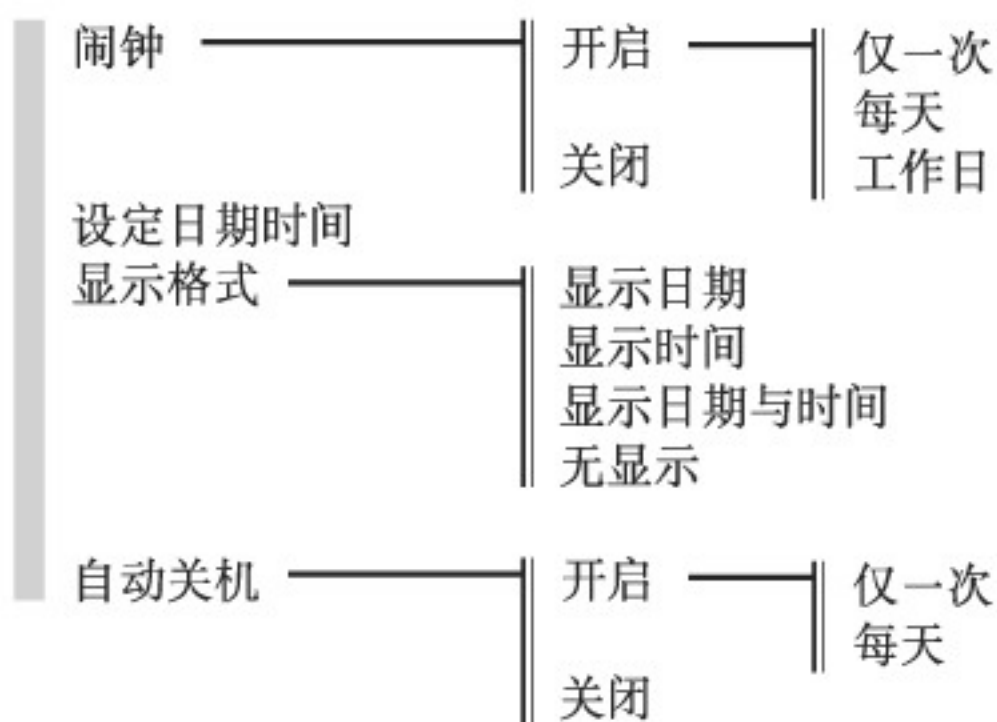 闹钟 开启 仅一次
每天
关闭 工作日
设定日期时间
显示格式 显示日期
显示时间
显示日期与时间
无显示
自动关机 开启 仅一次
每天
关闭